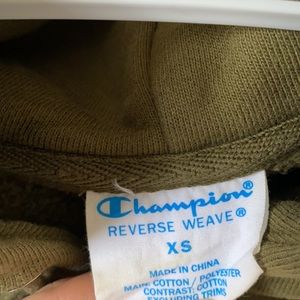 Champion®
REVERSE WEAVE®
XS
MADE IN CHINA
MAIN: COTTON / POLYESTER
CONTRAST: COTTON
EXCLUDING TRIMS